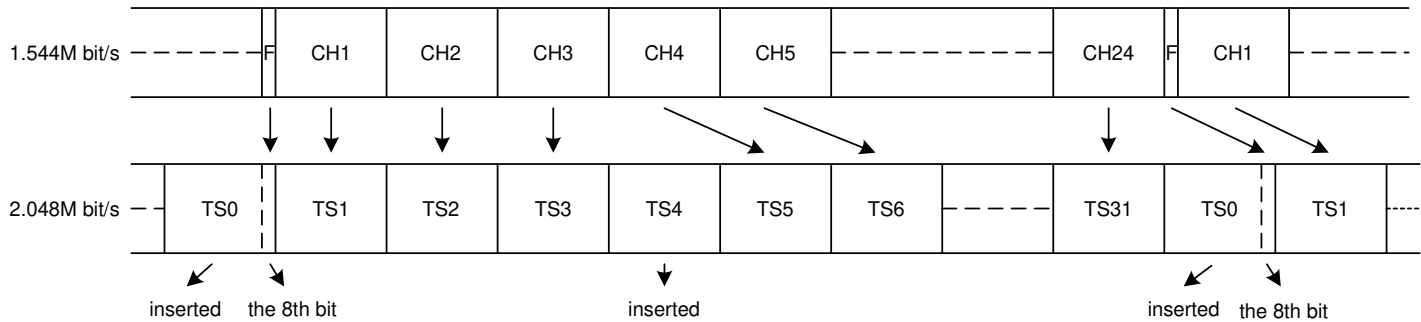 1.544M bit/s F CH1 CH2 CH3 CH4 CH5 CH24 F CH1
2.048M bit/s TS0 TS1 TS2 TS3 TS4 TS5 TS6 TS31 TS0 TS1
inserted the 8th bit inserted inserted the 8th bit